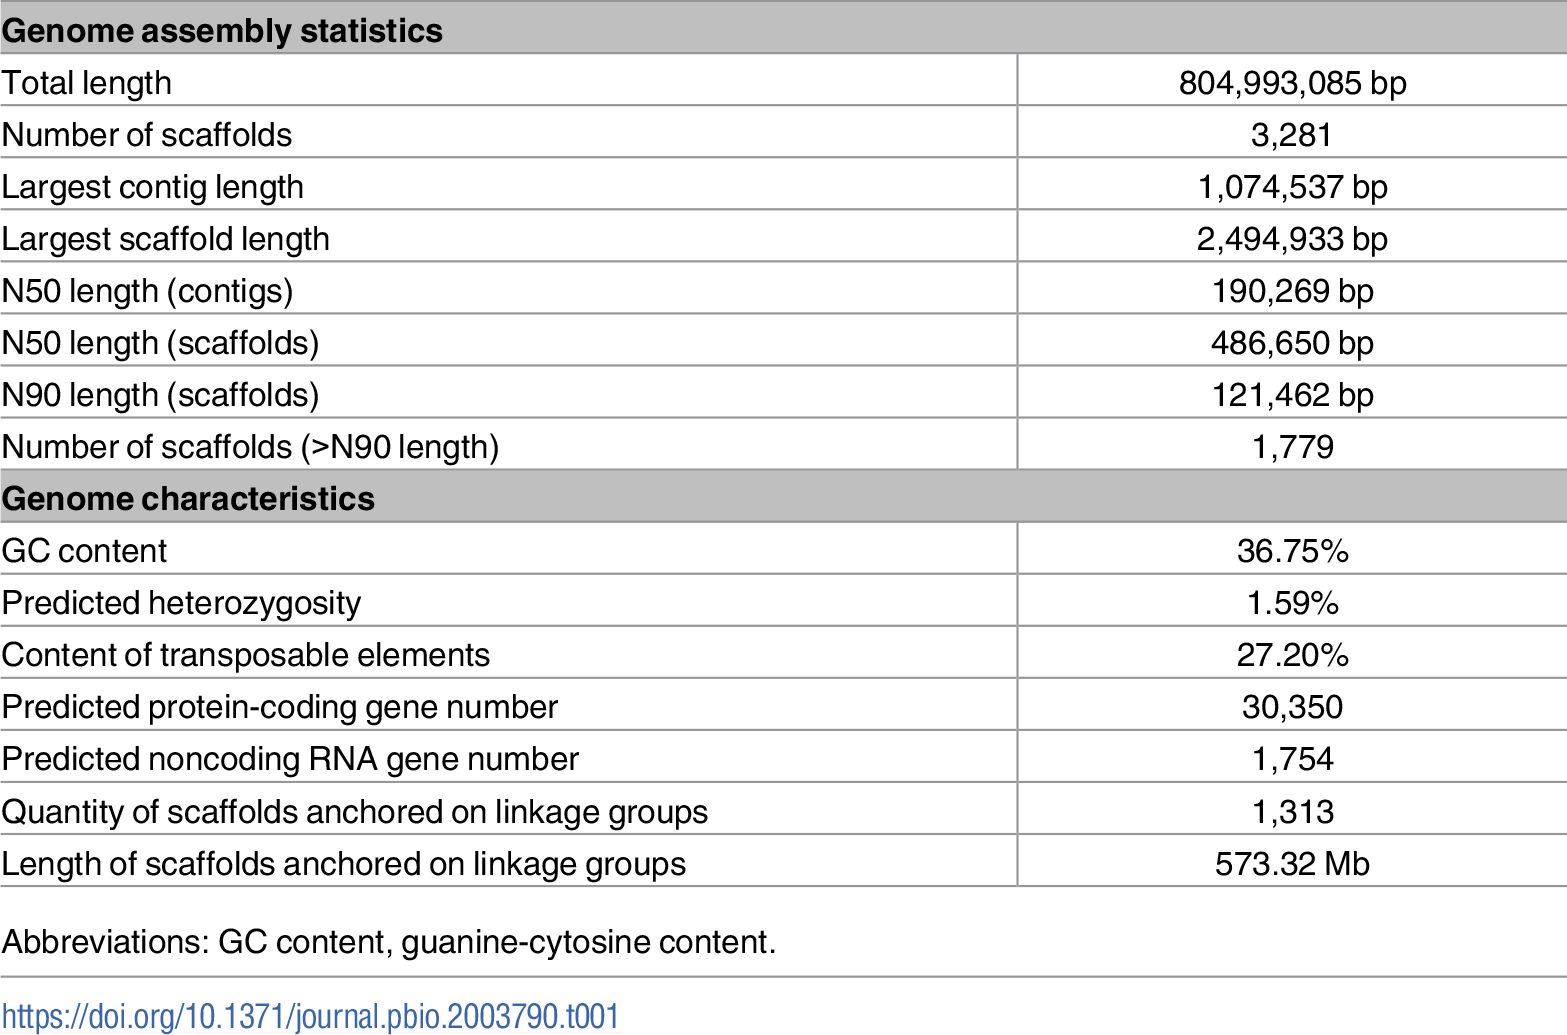 Genome assembly statistics
Total length 804,993,085 bp
Number of scaffolds 3,281
Largest contig length 1,074,537 bp
Largest scaffold length 2,494,933 bp
N50 length (contigs) 190,269 bp
N50 length (scaffolds) 486,650 bp
N90 length (scaffolds) 121,462 bp
Number of scaffolds (>N90 length) 1,779
Genome characteristics
GC content 36.75%
Predicted heterozygosity 1.59%
Content of transposable elements 27.20%
Predicted protein-coding gene number 30,350
Predicted noncoding RNA gene number 1,754
Quantity of scaffolds anchored on linkage groups 1,313
Length of scaffolds anchored on linkage groups 573.32 Mb
Abbreviations: GC content, guanine-cytosine content.
https://doi.org/10.1371/journal.pbio.2003790.t001